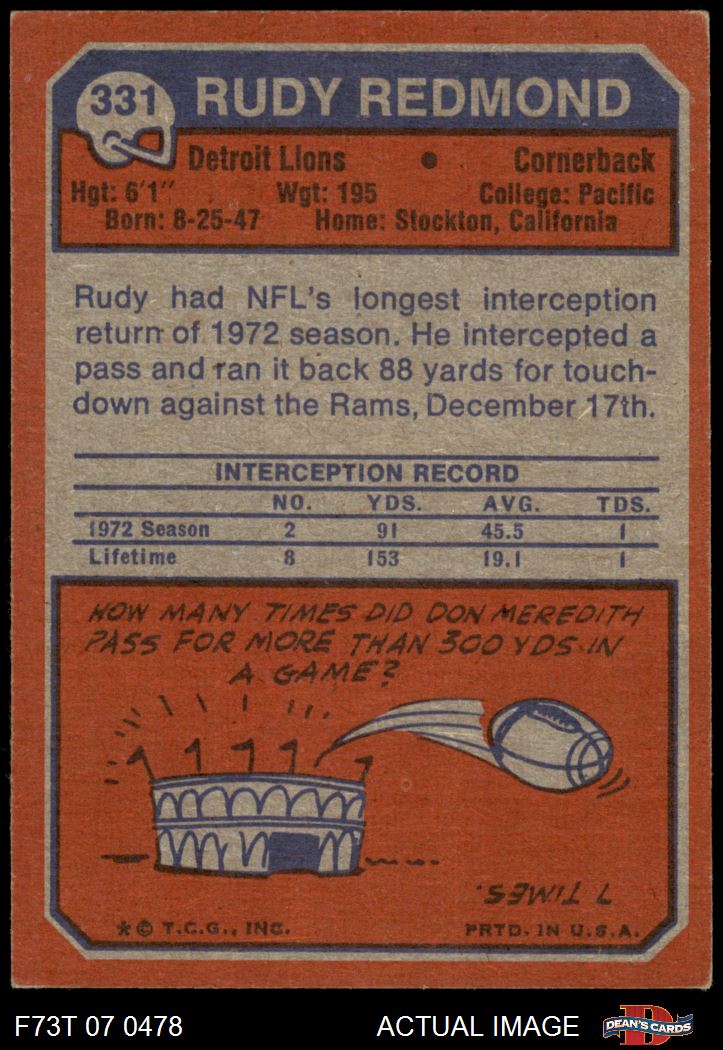 331 RUDY REDMOND
Detroit Lions • Cornerback
Hgt: 6'1" Wgt: 195 College: Pacific
Born: 8-25-47 Home: Stockton, California
Rudy had NFL's longest interception
return of 1972 season. He intercepted a
pass and ran it back 88 yards for touch-
down against the Rams, December 17th.
INTERCEPTION RECORD
NO. YDS. AVG. TDS.
1972 Season 2 91 45.5 1
Lifetime 8 153 19.1 1
HOW MANY TIMES DID DON MEREDITH
PASS FOR MORE THAN 300 YDS IN
A GAME?
7 TIMES.
* © T.C.G., INC. PRTD. IN U.S.A.
F73T 07 0478 ACTUAL IMAGE D DEAN'S CARDS